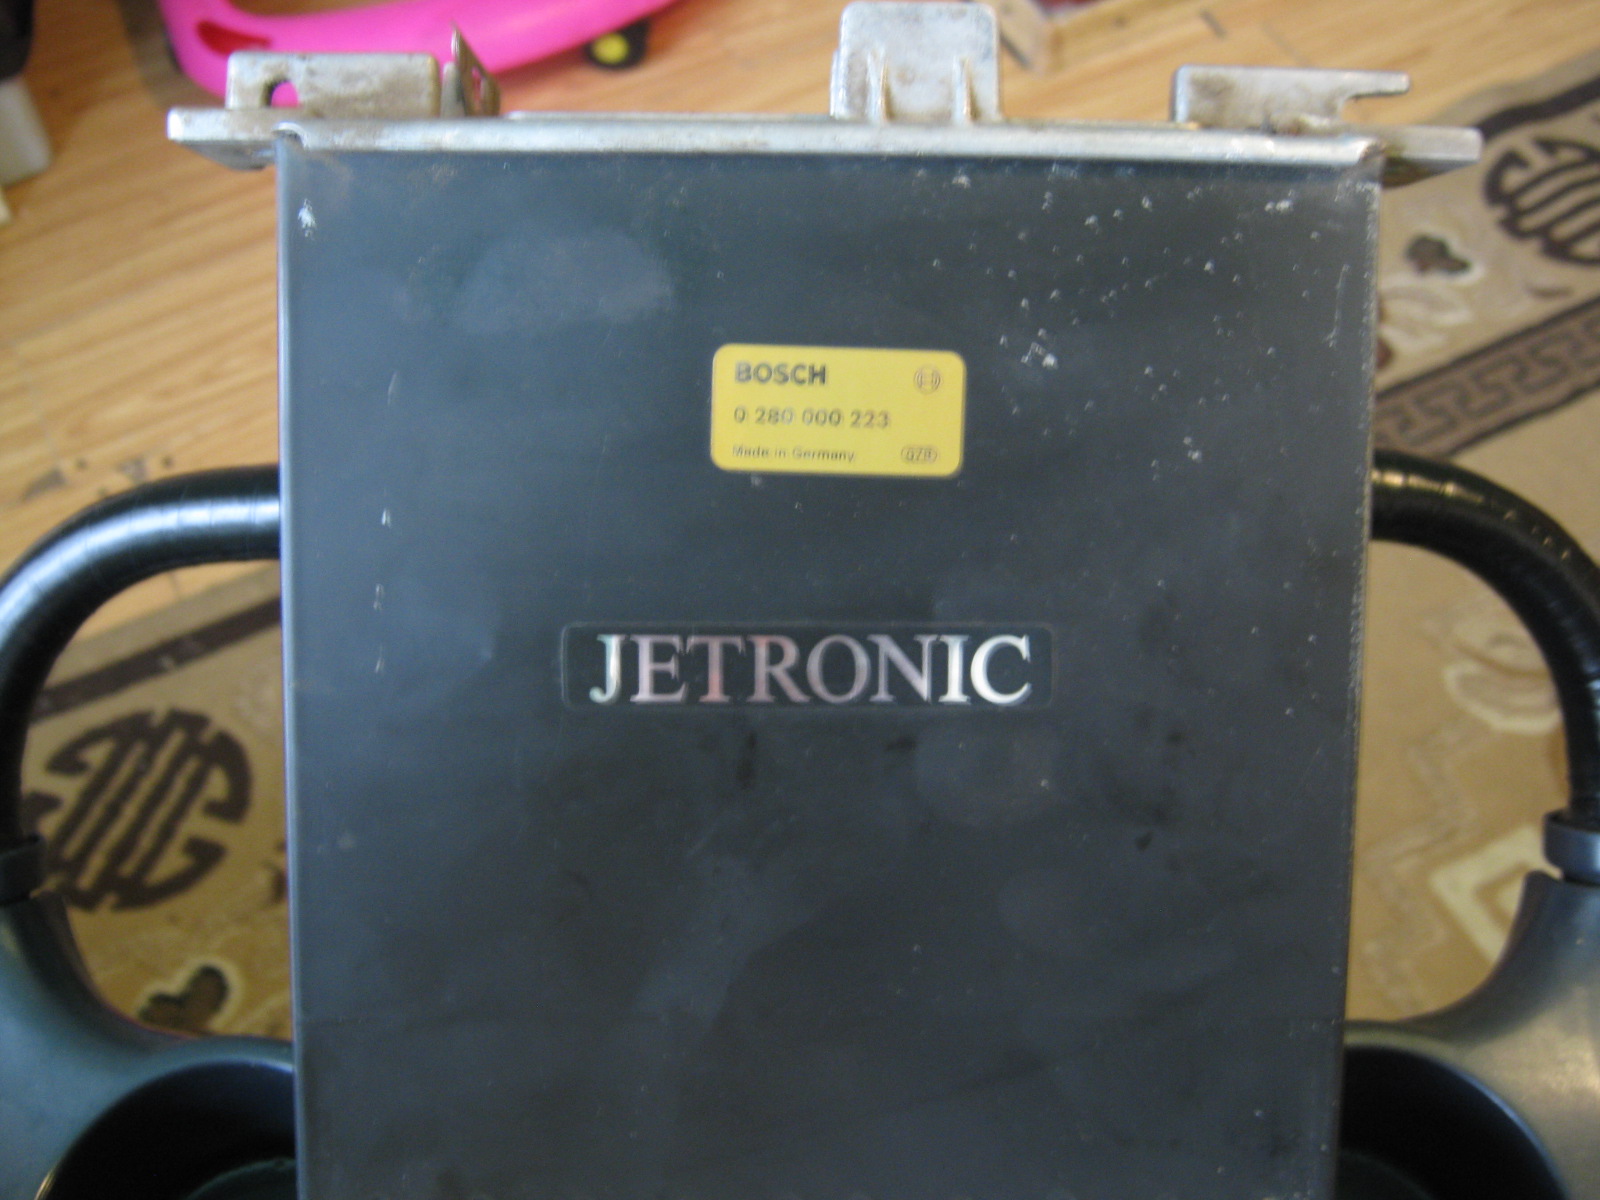 BOSCH
0 280 000 223
Made in Germany
JETRONIC